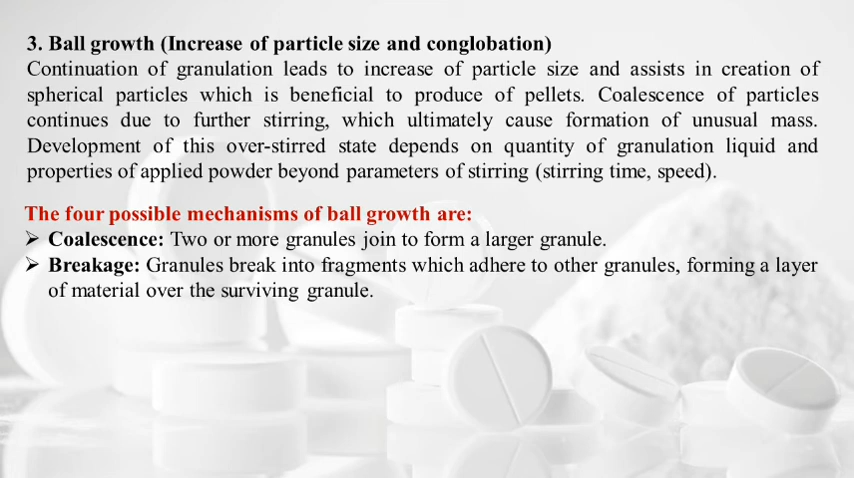 3. Ball growth (Increase of particle size and conglobation)
Continuation of granulation leads to increase of particle size and assists in creation of
spherical particles which is beneficial to produce of pellets. Coalescence of particles
continues due to further stirring, which ultimately cause formation of unusual mass.
Development of this over-stirred state depends on quantity of granulation liquid and
properties of applied powder beyond parameters of stirring (stirring time, speed).
The four possible mechanisms of ball growth are:
➢ Coalescence: Two or more granules join to form a larger granule.
➢ Breakage: Granules break into fragments which adhere to other granules, forming a layer
of material over the surviving granule.